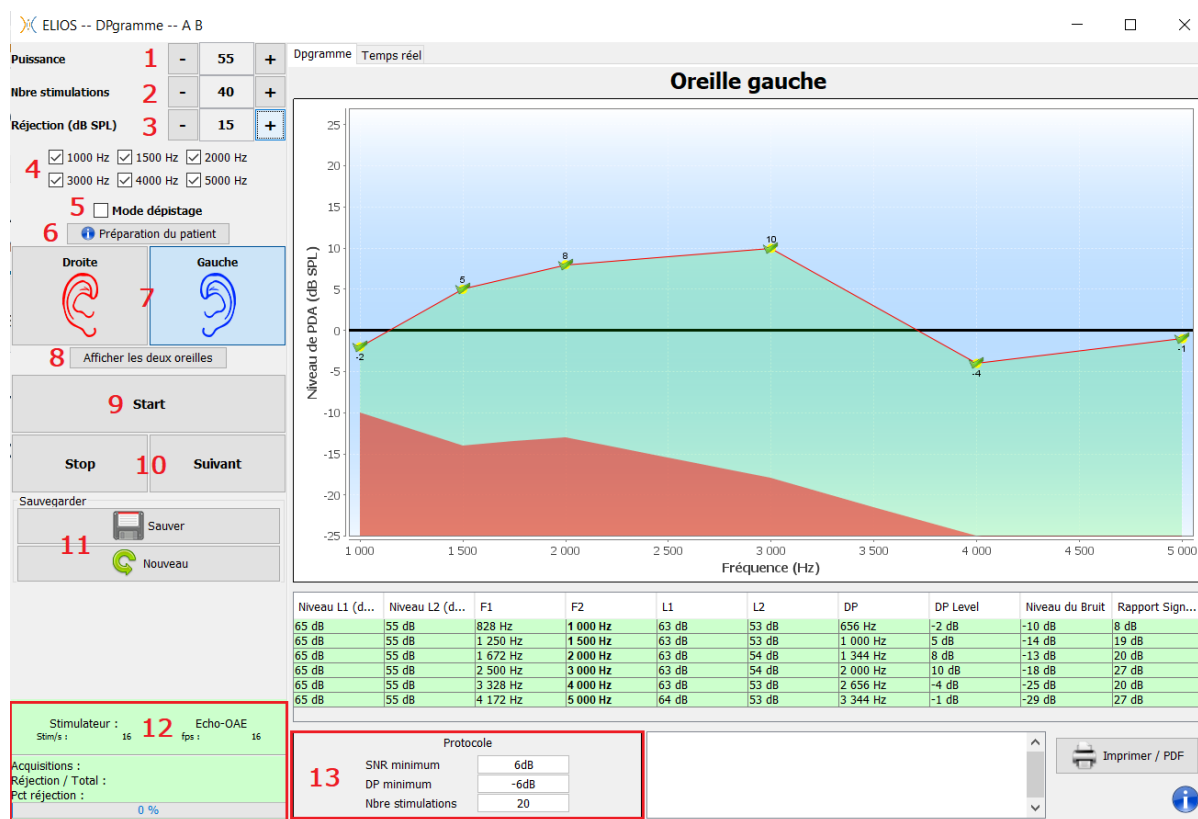 ELIOS -- DPgramme -- A B
Puissance 1 - 55 +
Nbre stimulations 2 - 40 +
Réjection (dB SPL) 3 - 15 +
4
1000 Hz 1500 Hz 2000 Hz
3000 Hz 4000 Hz 5000 Hz
5 Mode dépistage
6 Préparation du patient
Droite 7 Gauche
8 Afficher les deux oreilles
9 Start
Stop 10 Suivant
Sauvegarder
11
Sauver
Nouveau
Stimulateur : 12 Echo-OAE
Stim/s : 16 fps : 16
Acquisitions :
Réjection / Total :
Pct réjection :
0 %
Dpgramme Temps réel
Oreille gauche
Niveau de PDA (dB SPL)
25
20
15
10
5
0
-5
-10
-15
-20
-25
-2 5 8 10 -4 -1
1 000 1 500 2 000 2 500 3 000 3 500 4 000 4 500 5 000
Fréquence (Hz)
Niveau L1 (d... Niveau L2 (d... F1 F2 L1 L2 DP DP Level Niveau du Bruit Rapport Sign...
65 dB 55 dB 828 Hz 1 000 Hz 63 dB 53 dB 656 Hz -2 dB -10 dB 8 dB
65 dB 55 dB 1 250 Hz 1 500 Hz 63 dB 53 dB 1 000 Hz 5 dB -14 dB 19 dB
65 dB 55 dB 1 672 Hz 2 000 Hz 63 dB 54 dB 1 344 Hz 8 dB -13 dB 20 dB
65 dB 55 dB 2 500 Hz 3 000 Hz 63 dB 54 dB 2 000 Hz 10 dB -18 dB 27 dB
65 dB 55 dB 3 328 Hz 4 000 Hz 63 dB 53 dB 2 656 Hz -4 dB -25 dB 20 dB
65 dB 55 dB 4 172 Hz 5 000 Hz 64 dB 53 dB 3 344 Hz -1 dB -29 dB 27 dB
13
Protocole
SNR minimum 6dB
DP minimum -6dB
Nbre stimulations 20
Imprimer / PDF